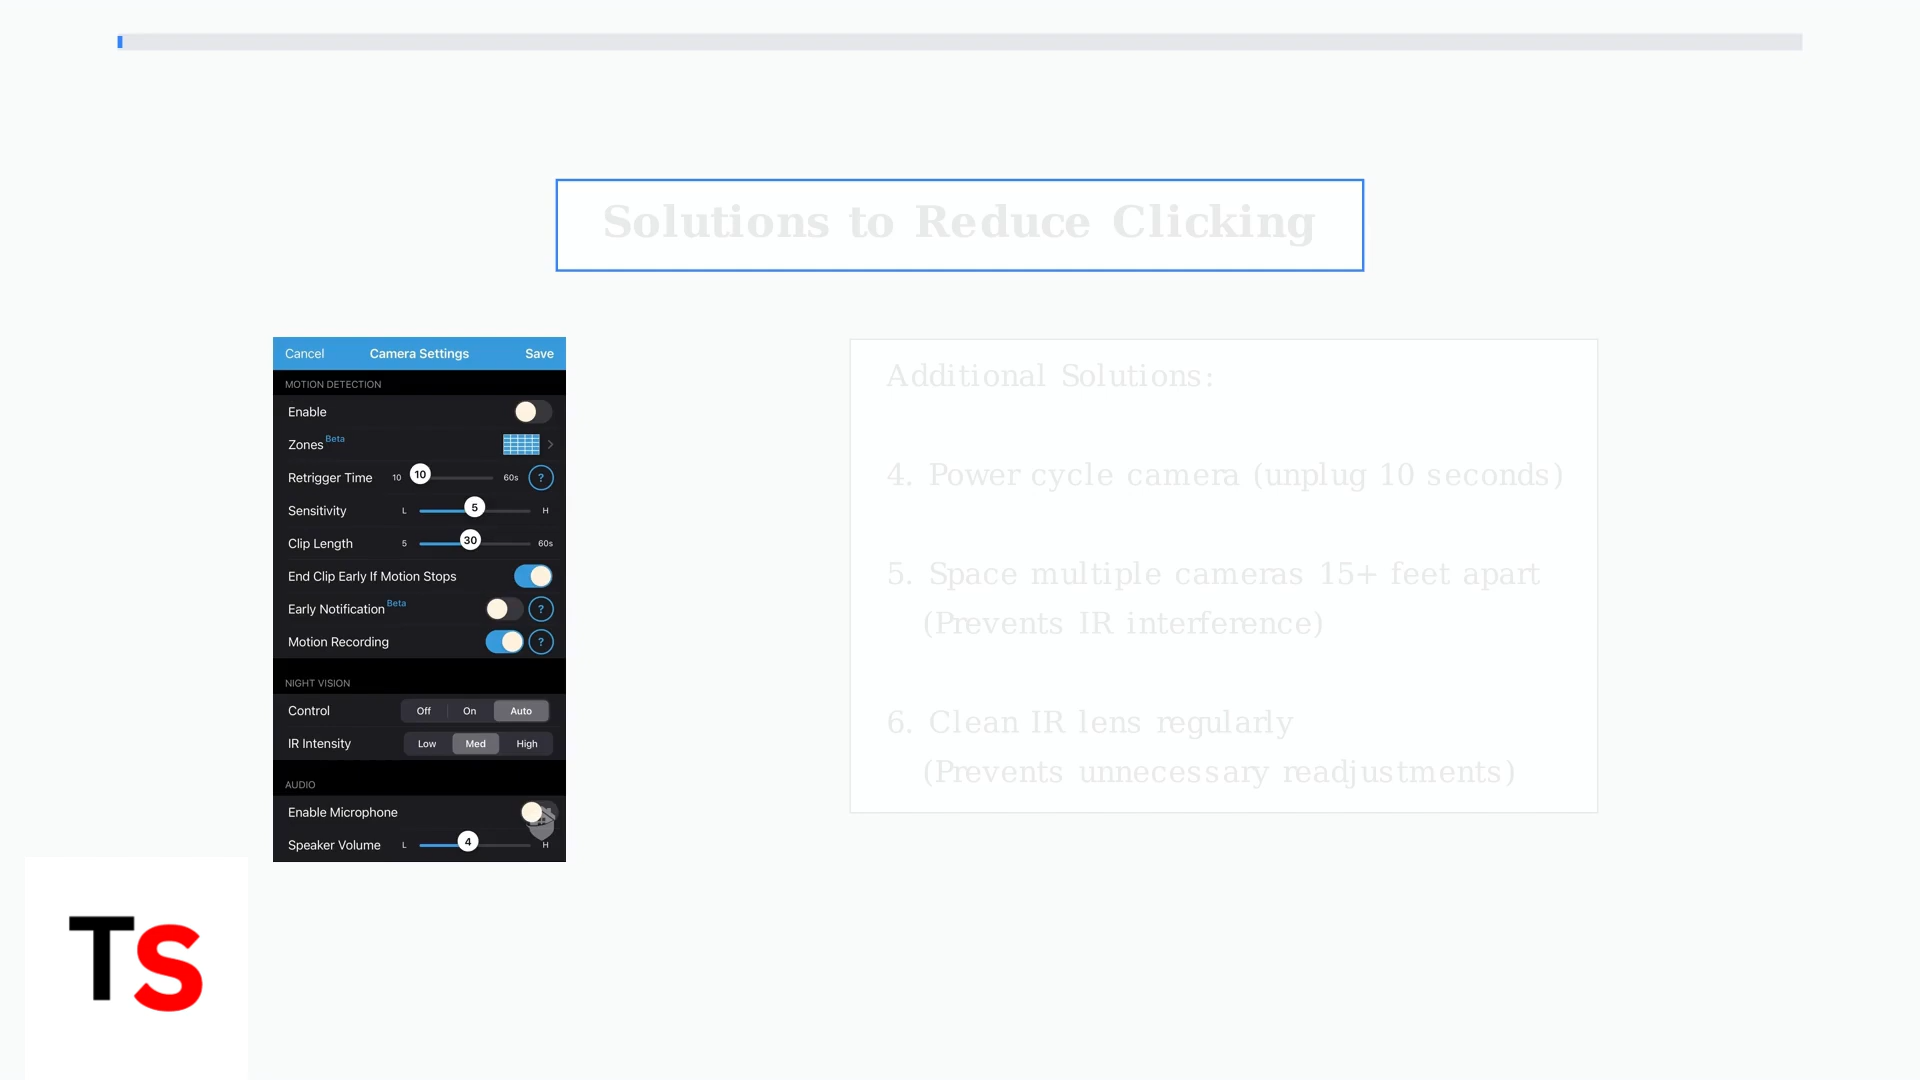 Solutions to Reduce Clicking
Cancel Camera Settings Save
MOTION DETECTION
Enable
Zones Beta
Retrigger Time 10 10 60s ?
Sensitivity L 5 H
Clip Length 5 30 60s
End Clip Early If Motion Stops
Early Notification Beta ?
Motion Recording ?
NIGHT VISION
Control Off On Auto
IR Intensity Low Med High
AUDIO
Enable Microphone
Speaker Volume L 4 H
Additional Solutions:
4. Power cycle camera (unplug 10 seconds)
5. Space multiple cameras 15+ feet apart
(Prevents IR interference)
6. Clean IR lens regularly
(Prevents unnecessary readjustments)
TS